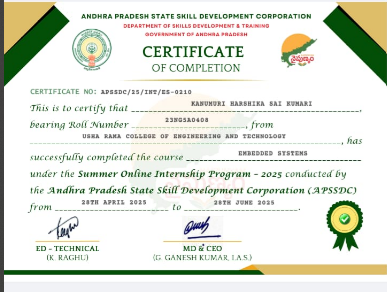 ANDHRA PRADESH STATE SKILL DEVELOPMENT CORPORATION
DEPARTMENT OF SKILLS DEVELOPMENT & TRAINING
GOVERNMENT OF ANDHRA PRADESH
CERTIFICATE
OF COMPLETION
CERTIFICATE NO: APSSDC/25/INT/ES-0210
This is to certify that KANUMURI HARSHIKA SAI KUMARI,
bearing Roll Number 23NG5A0408, from
USHA RAMA COLLEGE OF ENGINEERING AND TECHNOLOGY, has
successfully completed the course EMBEDDED SYSTEMS
under the Summer Online Internship Program - 2025 conducted by
the Andhra Pradesh State Skill Development Corporation (APSSDC)
from 28TH APRIL 2025 to 28TH JUNE 2025.
ED - TECHNICAL
(K. RAGHU)
MD & CEO
(G. GANESH KUMAR, I.A.S.)